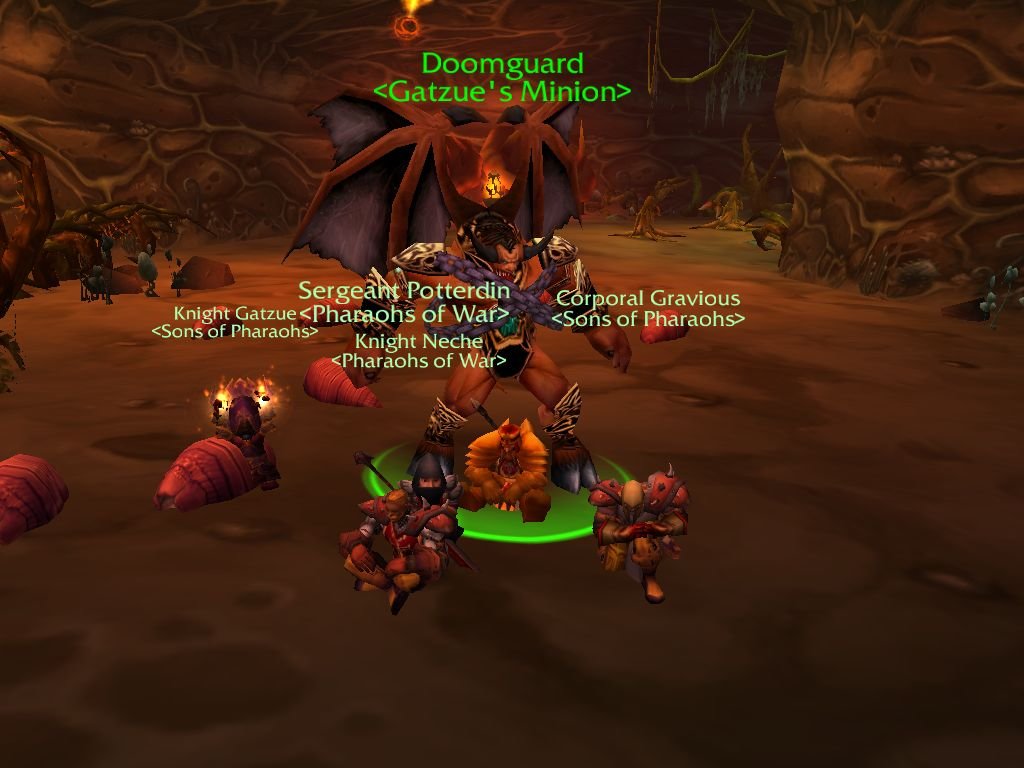 Doomguard
<Gatzue's Minion>
Sergeant Potterdin
<Pharaohs of War>
Corporal Gravious
<Sons of Pharaohs>
Knight Gatzue
<Sons of Pharaohs>
Knight Neche
<Pharaohs of War>